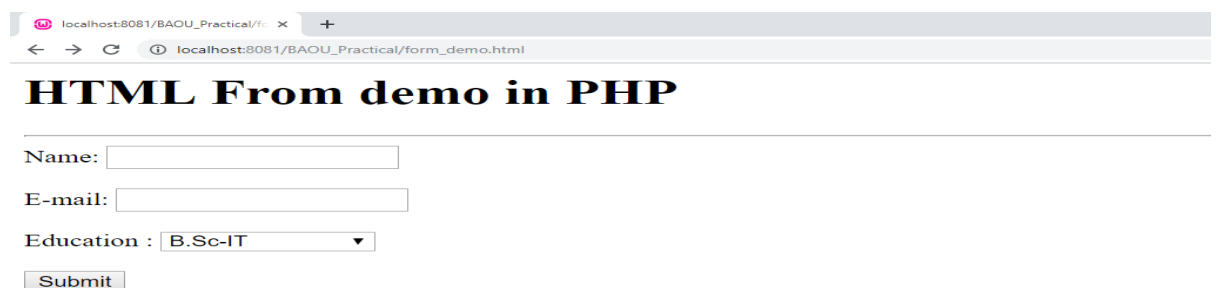 localhost:8081/BAOU_Practical/fc
localhost:8081/BAOU_Practical/form_demo.html
HTML From demo in PHP
Name:
E-mail:
Education : B.Sc-IT
Submit